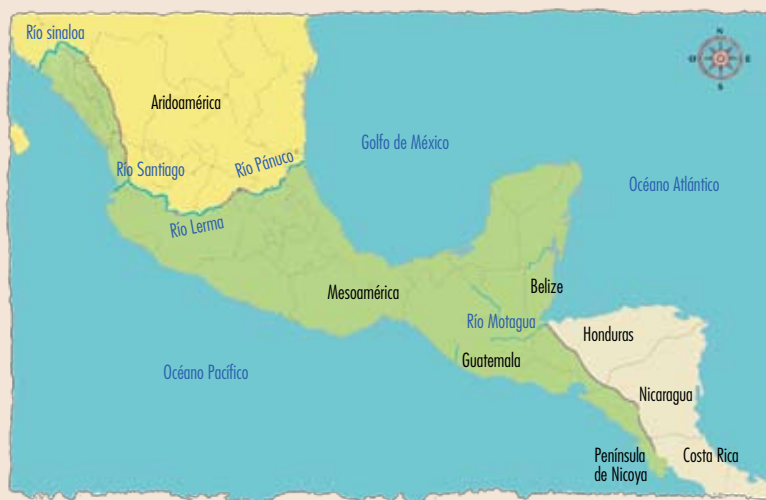 Río sinaloa
N
O
E
S
Aridoamérica
Golfo de México
Río Pánuco
Río Santiago
Océano Atlántico
Río Lerma
Mesoamérica
Belize
Río Motagua
Honduras
Guatemala
Océano Pacífico
Nicaragua
Península
de Nicoya
Costa Rica